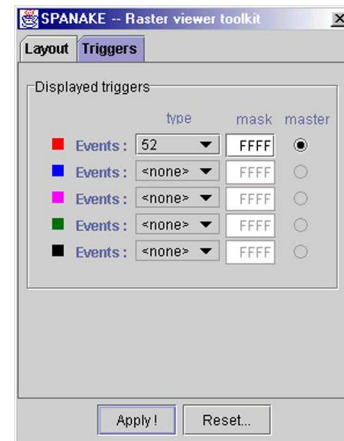 SPANAKE -- Raster viewer toolkit
Layout Triggers
Displayed triggers
type mask master
Events : 52 FFFF
Events : <none> FFFF
Events : <none> FFFF
Events : <none> FFFF
Events : <none> FFFF
Apply! Reset...